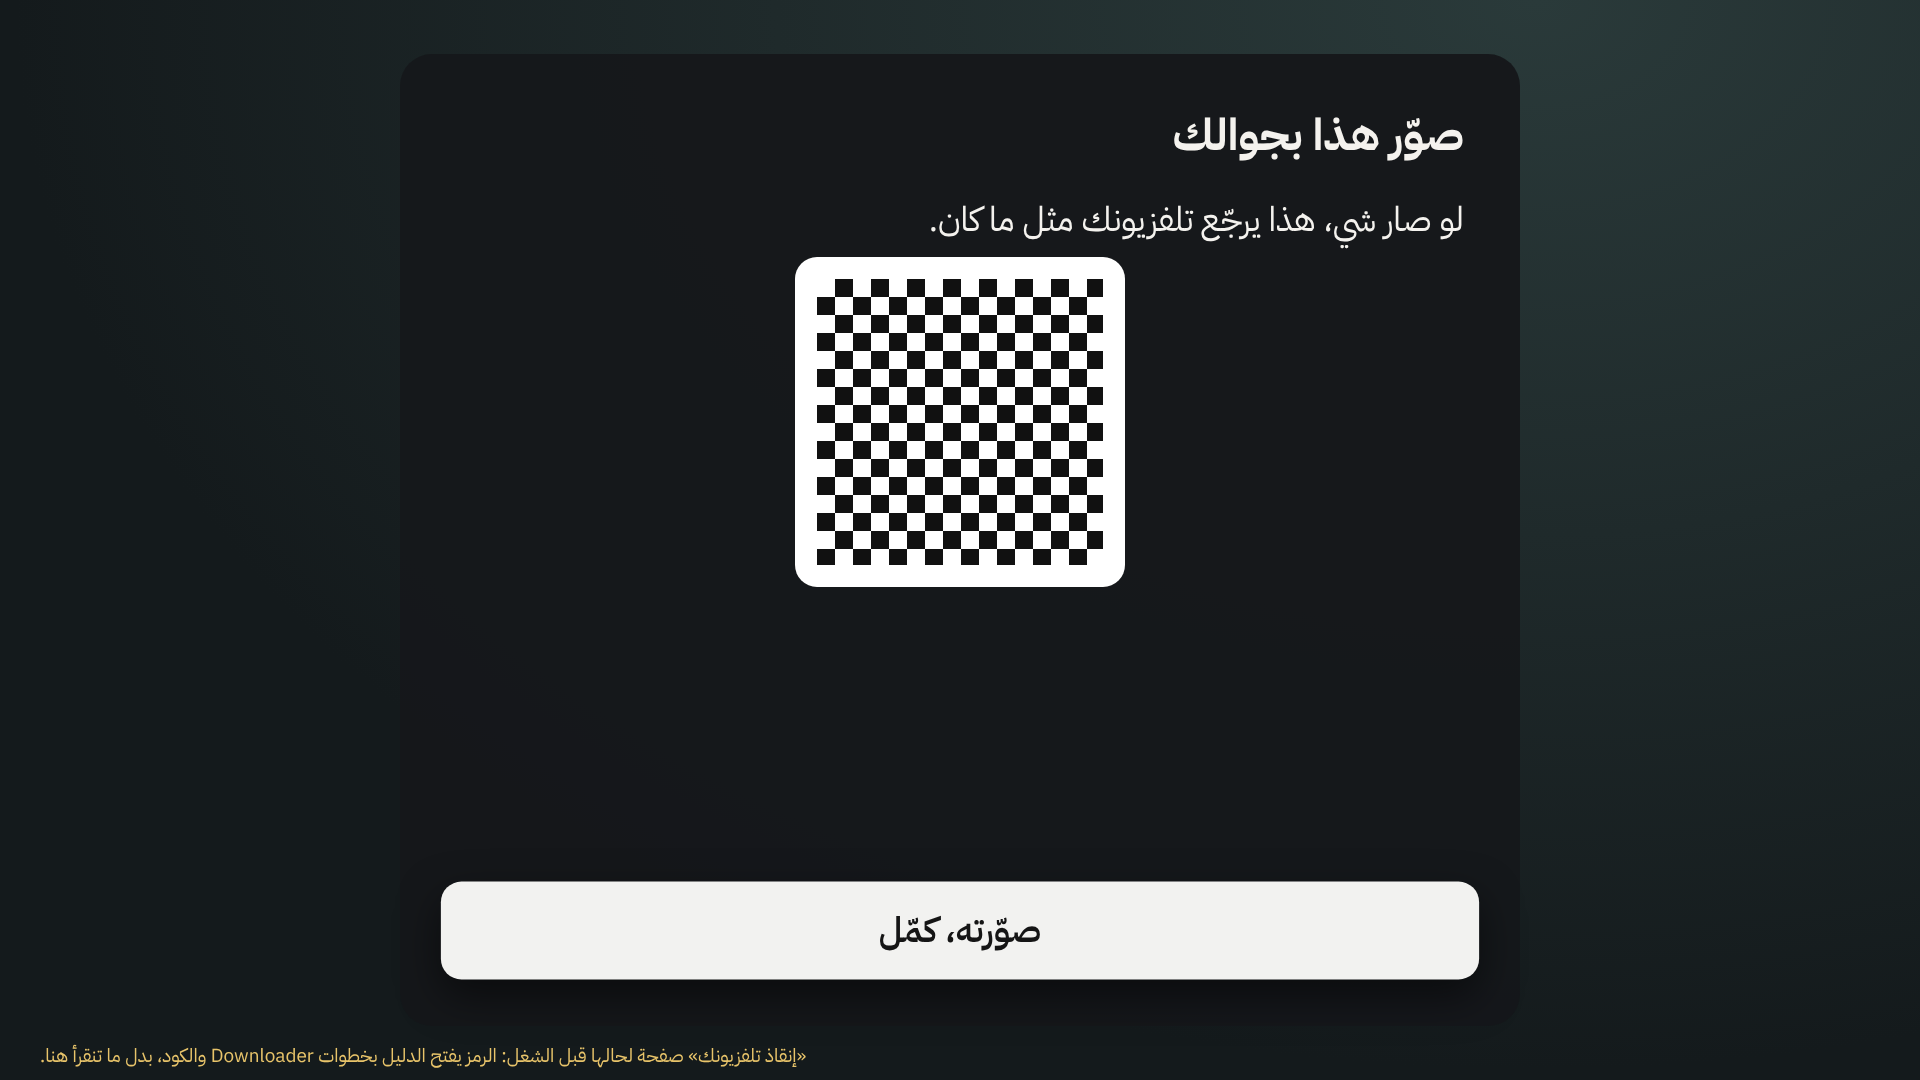 صوّر هذا بجوالك
لو صار شي، هذا يرجّع تلفزيونك مثل ما كان.
صوّرته، كمّل
«إنقاذ تلفزيونك» صفحة لحالها قبل الشغل: الرمز يفتح الدليل بخطوات Downloader والكود، بدل ما تنقرأ هنا.